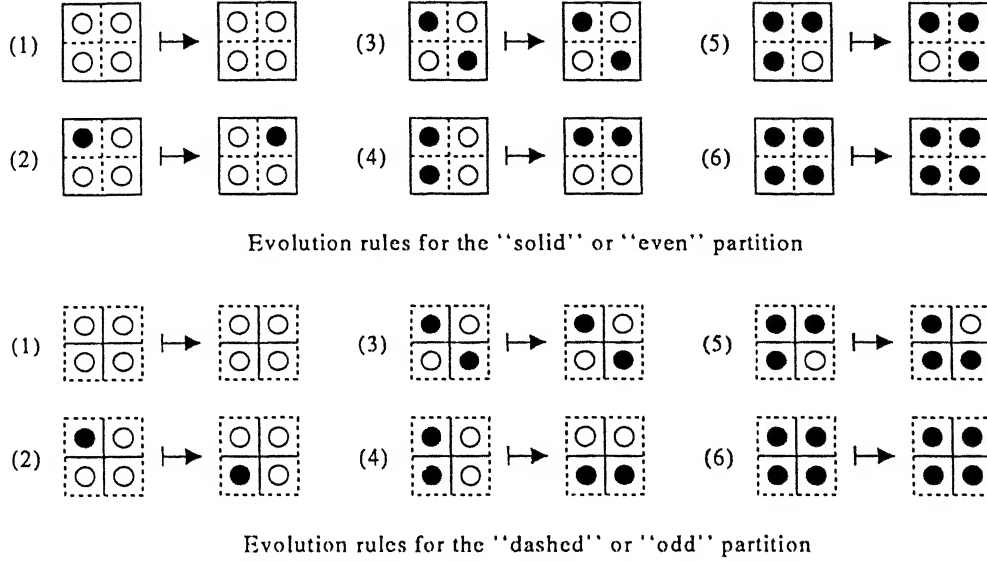 (1) (3) (5)
(2) (4) (6)
Evolution rules for the ``solid'' or ``even'' partition
(1) (3) (5)
(2) (4) (6)
Evolution rules for the ``dashed'' or ``odd'' partition